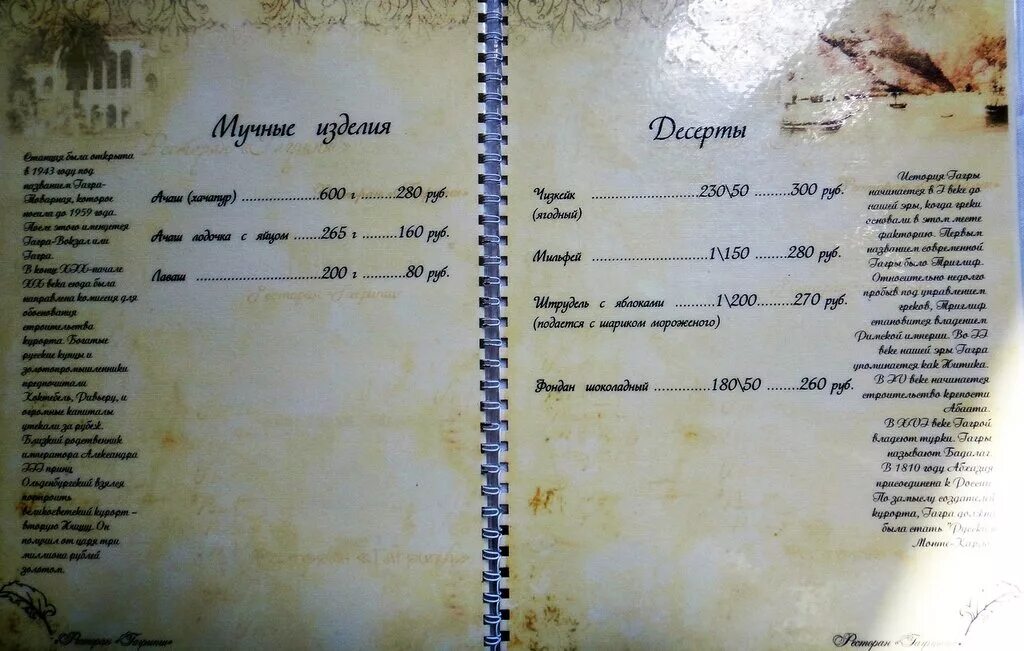 Мучные изделия
Станция была открыта
в 1943 году под
названием Гагра-
Товарная, которое
носила до 1959 года.
После этого именуется
Гагра-Вокзал или
Гагра.
В конце XIX-начале
XX века сюда была
направлена комиссия для
обоснования
строительства
курорта. Богатые
русские купцы и
золотопромышленники
предпочитали
Коктебель, Ривьеру, и
огромные капиталы
утекали за рубеж.
Близкий родственник
императора Александра
III принц
Ольденбургский взялся
построить
великосветский курорт –
вторую Ниццу. Он
получил от царя три
миллиона рублей
золотом.
Ачаш (хачапур) ......................600 г ........280 руб.
Ачаш лодочка с яйцом .......265 г ........160 руб.
Лаваш ...................................200 г ..........80 руб.
Ресторан «Гагрипш»
Десерты
Чизкейк .............................230\50 ..........300 руб.
(ягодный)
Мильфей ................................1\150 ..........280 руб.
Штрудель с яблоками ..........1\200..........270 руб.
(подается с шариком мороженого)
Фондан шоколадный .............180\50 .........260 руб.
История Гагры
начинается в I веке до
нашей эры, когда греки
основали в этом месте
факторию. Первым
названием современной
Гагры было Триглиф.
Относительно недолго
пробыв под управлением
греков, Триглиф
становится владением
Римской империи. Во II
веке нашей эры Гагра
упоминается как Нитика.
В XV веке начинается
строительство крепости
Абаата.
В XVI веке Гагрой
владеют турки. Гагры
называют Бадалаг.
В 1810 году Абхазия
присоединена к России
По замыслу создателей
курорта, Гагра должна
была стать "Русским
Монте-Карло
Ресторан «Гагрипш»